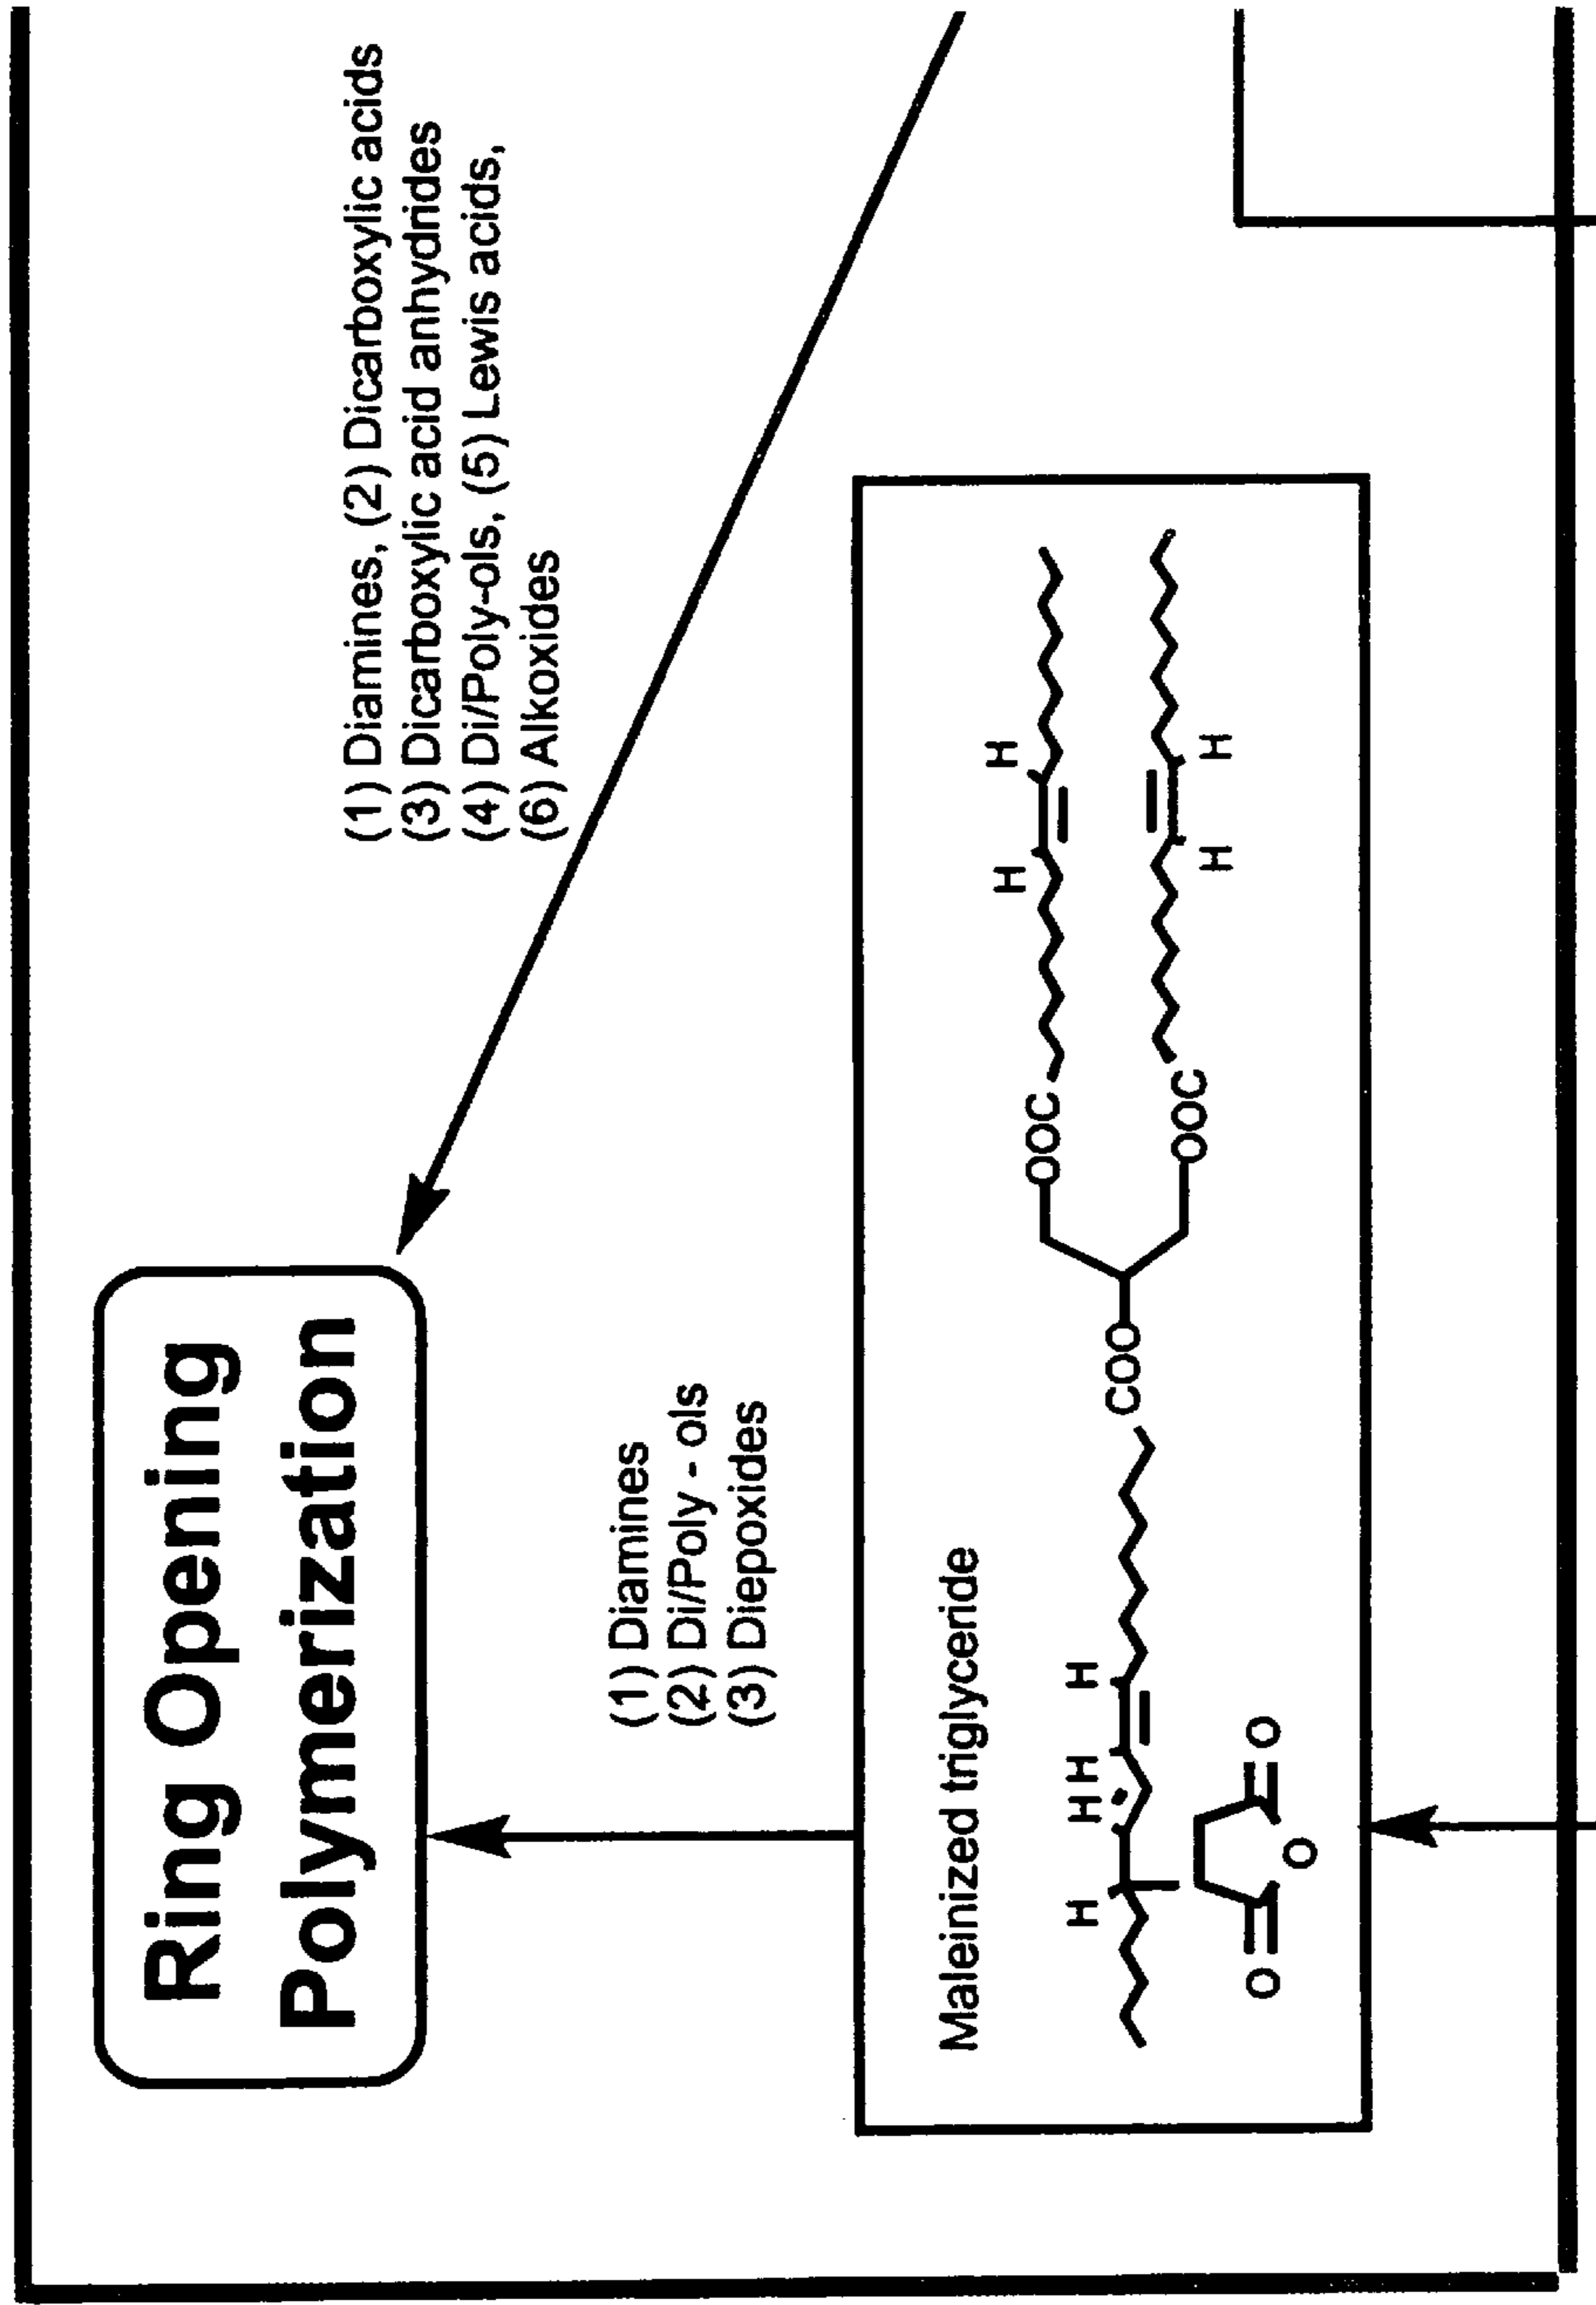 Ring Opening
Polymerization
(1) Diamines, (2) Dicarboxylic acids
(3) Dicarboxylic acid anhydrides
(4) Di/Poly-ols, (5) Lewis acids,
(6) Alkoxides
(1) Diamines
(2) Di/Poly - ols
(3) Diepoxides
Maleinized triglyceride
H H
H HH H
OOC
COO
OOC
H H
O O
O